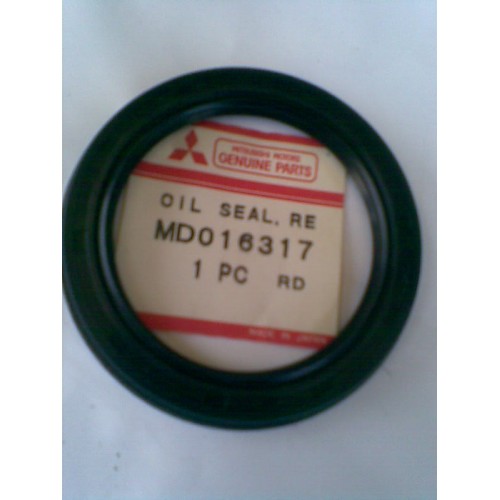 MITSUBISHI MOTORS
GENUINE PARTS
OIL SEAL, RE
MD016317
1 PC RD
MADE IN JAPAN